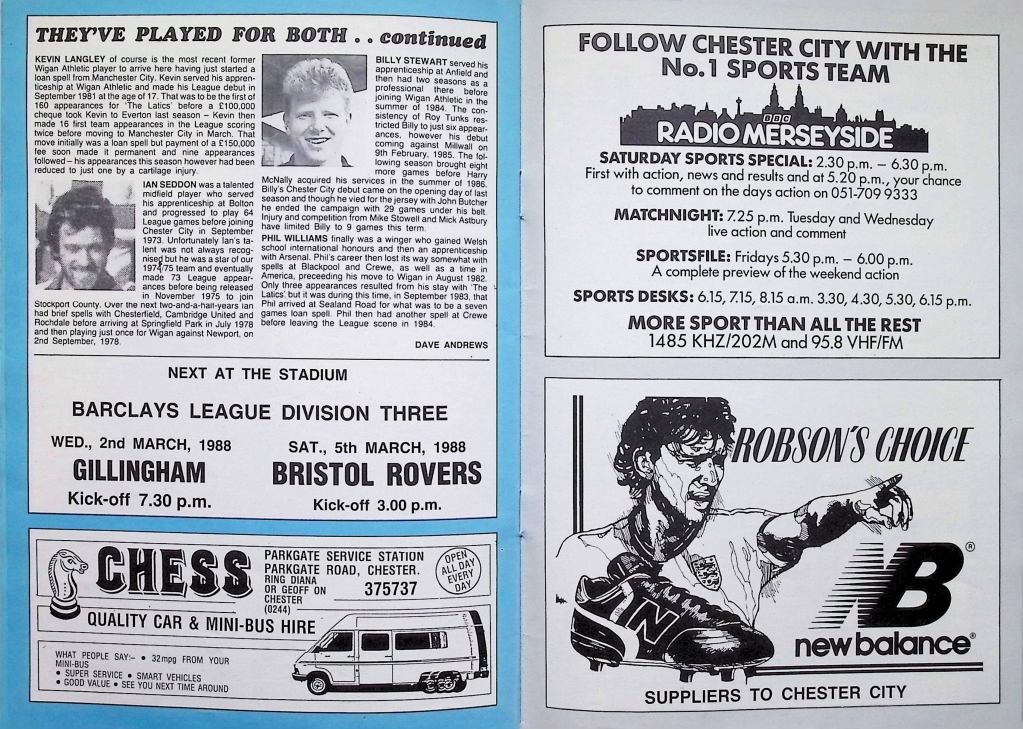 THEY'VE PLAYED FOR BOTH . . continued
KEVIN LANGLEY of course is the most recent former
Wigan Athletic player to arrive here having just started a
loan spell from Manchester City. Kevin served his appren-
ticeship at Wigan Athletic and made his League debut in
September 1981 at the age of 17. That was to be the first of
160 appearances for 'The Latics' before a £100,000
cheque took Kevin to Everton last season – Kevin then
made 16 first team appearances in the League scoring
twice before moving to Manchester City in March. That
move initially was a loan spell but payment of a £150,000
fee soon made it permanent and nine appearances
followed – his appearances this season however had been
reduced to just one by a cartilage injury.
IAN SEDDON was a talented
midfield player who served
his apprenticeship at Bolton
and progressed to play 64
League games before joining
Chester City in September
1973. Unfortunately Ian's ta-
lent was not always recog-
nised but he was a star of our
1974/75 team and eventually
made 73 League appear-
ances before being released
in November 1975 to join
Stockport County. Over the next two-and-a-half-years Ian
had brief spells with Chesterfield, Cambridge United and
Rochdale before arriving at Springfield Park in July 1978
and then playing just once for Wigan against Newport, on
2nd September, 1978.
BILLY STEWART served his
apprenticeship at Anfield and
then had two seasons as a
professional there before
joining Wigan Athletic in the
summer of 1984. The con-
sistency of Roy Tunks res-
tricted Billy to just six appear-
ances, however his debut
coming against Millwall on
9th February, 1985. The fol-
lowing season brought eight
more games before Harry
McNally acquired his services in the summer of 1986.
Billy's Chester City debut came on the opening day of last
season and though he vied for the jersey with John Butcher
he ended the campaign with 29 games under his belt.
Injury and competition from Mike Stowell and Mick Astbury
have limited Billy to 9 games this term.
PHIL WILLIAMS finally was a winger who gained Welsh
school international honours and then an apprenticeship
with Arsenal. Phil's career then lost its way somewhat with
spells at Blackpool and Crewe, as well as a time in
America, preceeding his move to Wigan in August 1982.
Only three appearances resulted from his stay with 'The
Latics' but it was during this time, in September 1983, that
Phil arrived at Sealand Road for what was to be a seven
games loan spell. Phil then had another spell at Crewe
before leaving the League scene in 1984.
DAVE ANDREWS
NEXT AT THE STADIUM
BARCLAYS LEAGUE DIVISION THREE
WED., 2nd MARCH, 1988
GILLINGHAM
Kick-off 7.30 p.m.
SAT., 5th MARCH, 1988
BRISTOL ROVERS
Kick-off 3.00 p.m.
CHESS
PARKGATE SERVICE STATION
PARKGATE ROAD, CHESTER.
RING DIANA
OR GEOFF ON
CHESTER
(0244)
375737
OPEN
ALL DAY
EVERY
DAY
QUALITY CAR & MINI-BUS HIRE
WHAT PEOPLE SAY:– • 32mpg FROM YOUR
MINI-BUS
• SUPER SERVICE • SMART VEHICLES
• GOOD VALUE • SEE YOU NEXT TIME AROUND
FOLLOW CHESTER CITY WITH THE
No.1 SPORTS TEAM
BBC
RADIO MERSEYSIDE
SATURDAY SPORTS SPECIAL: 2.30 p.m. – 6.30 p.m.
First with action, news and results and at 5.20 p.m., your chance
to comment on the days action on 051-709 9333
MATCHNIGHT: 7.25 p.m. Tuesday and Wednesday
live action and comment
SPORTSFILE: Fridays 5.30 p.m. – 6.00 p.m.
A complete preview of the weekend action
SPORTS DESKS: 6.15, 7.15, 8.15 a.m. 3.30, 4.30, 5.30, 6.15 p.m.
MORE SPORT THAN ALL THE REST
1485 KHZ/202M and 95.8 VHF/FM
ROBSON'S CHOICE
N
NB®
new balance®
SUPPLIERS TO CHESTER CITY